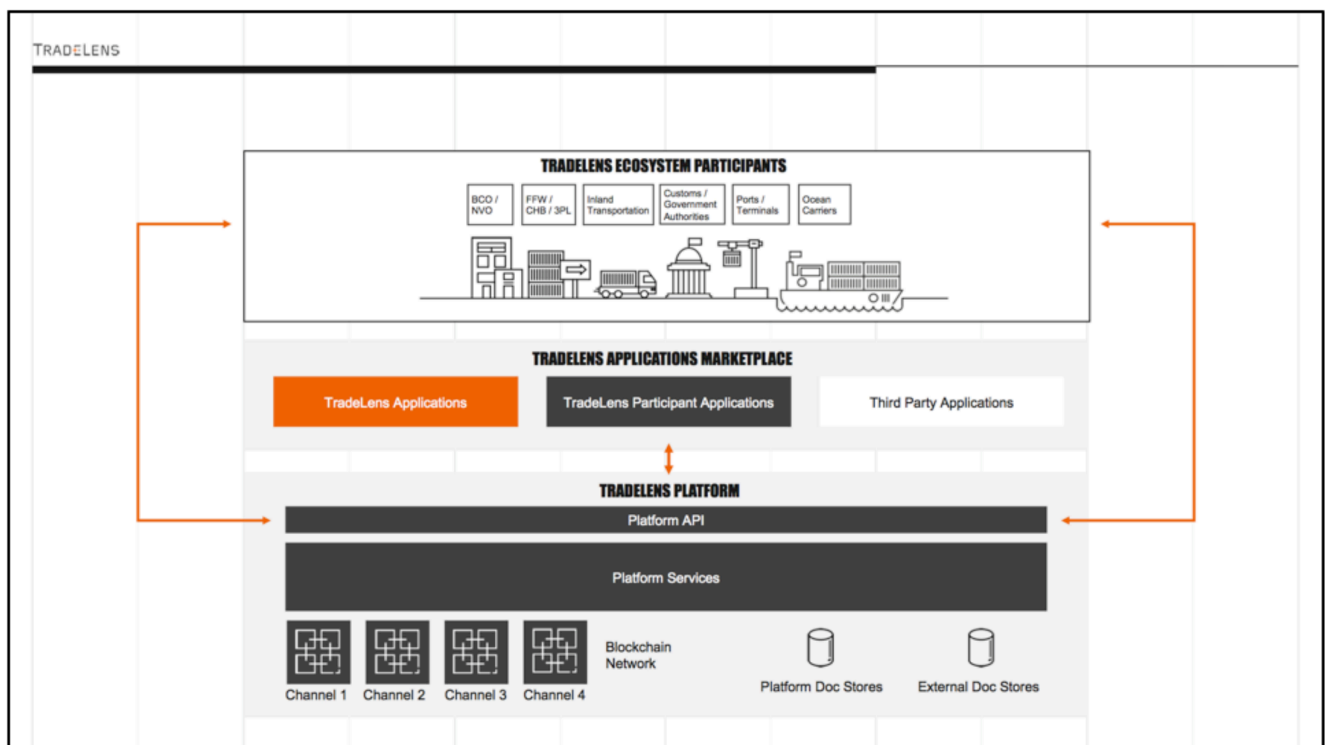 TRADELENS
TRADELENS ECOSYSTEM PARTICIPANTS
BCO /
NVO
FFW /
CHB / 3PL
Inland
Transportation
Customs /
Government
Authorities
Ports /
Terminals
Ocean
Carriers
TRADELENS APPLICATIONS MARKETPLACE
TradeLens Applications
TradeLens Participant Applications
Third Party Applications
TRADELENS PLATFORM
Platform API
Platform Services
Blockchain
Network
Channel 1
Channel 2
Channel 3
Channel 4
Platform Doc Stores
External Doc Stores